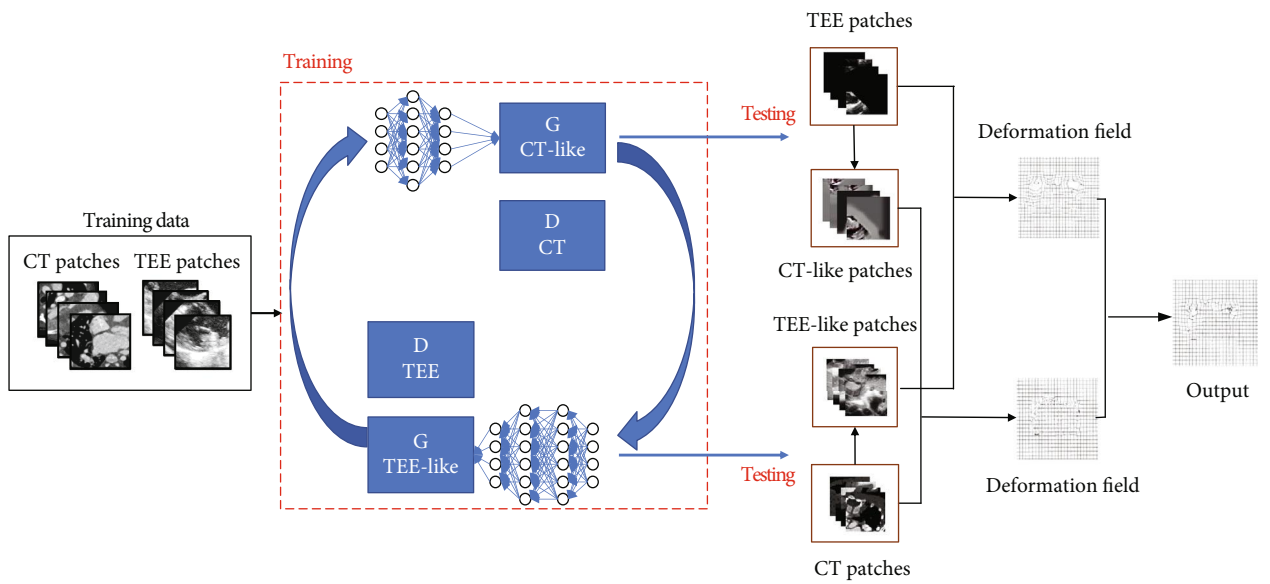 Training data
CT patches
TEE patches
Training
G
CT-like
D
CT
D
TEE
G
TEE-like
Testing
Testing
TEE patches
CT-like patches
TEE-like patches
CT patches
Deformation field
Deformation field
Output